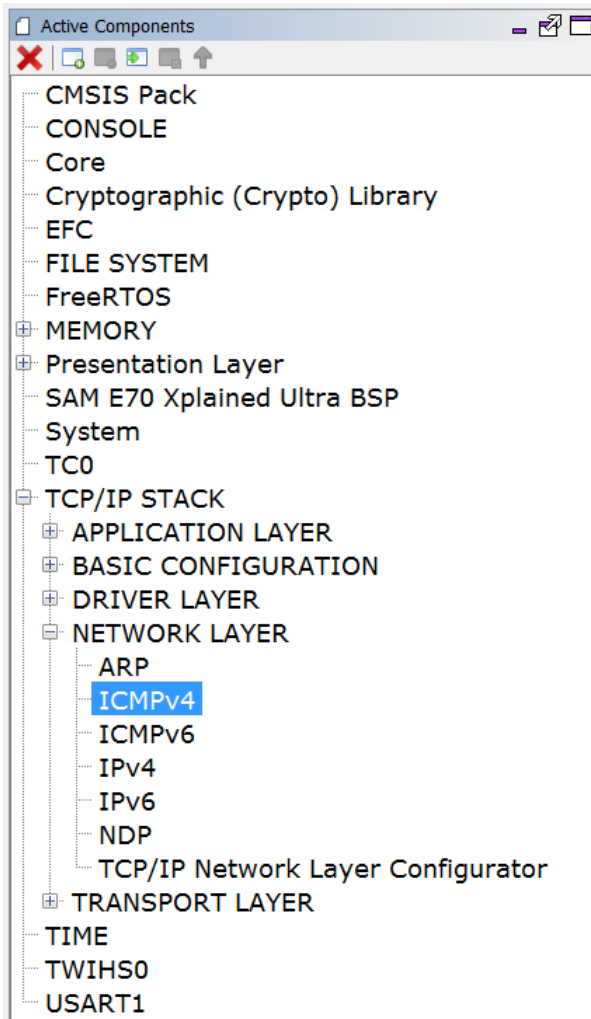 Active Components
CMSIS Pack
CONSOLE
Core
Cryptographic (Crypto) Library
EFC
FILE SYSTEM
FreeRTOS
MEMORY
Presentation Layer
SAM E70 Xplained Ultra BSP
System
TC0
TCP/IP STACK
APPLICATION LAYER
BASIC CONFIGURATION
DRIVER LAYER
NETWORK LAYER
ARP
ICMPv4
ICMPv6
IPv4
IPv6
NDP
TCP/IP Network Layer Configurator
TRANSPORT LAYER
TIME
TWIHS0
USART1